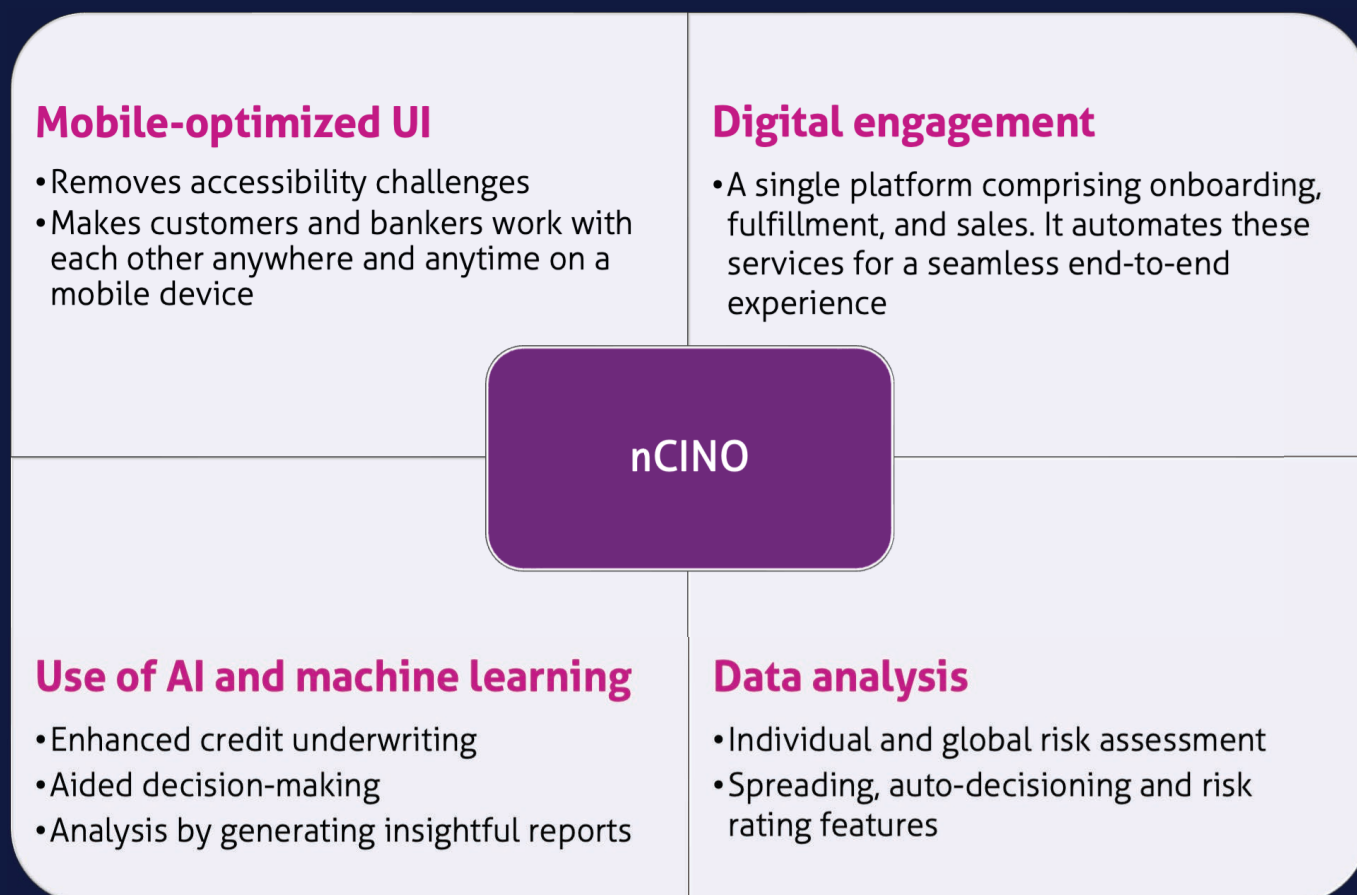 Mobile-optimized UI
•Removes accessibility challenges
•Makes customers and bankers work with
each other anywhere and anytime on a
mobile device
Digital engagement
•A single platform comprising onboarding,
fulfillment, and sales. It automates these
services for a seamless end-to-end
experience
nCINO
Use of AI and machine learning
•Enhanced credit underwriting
•Aided decision-making
•Analysis by generating insightful reports
Data analysis
•Individual and global risk assessment
•Spreading, auto-decisioning and risk
rating features